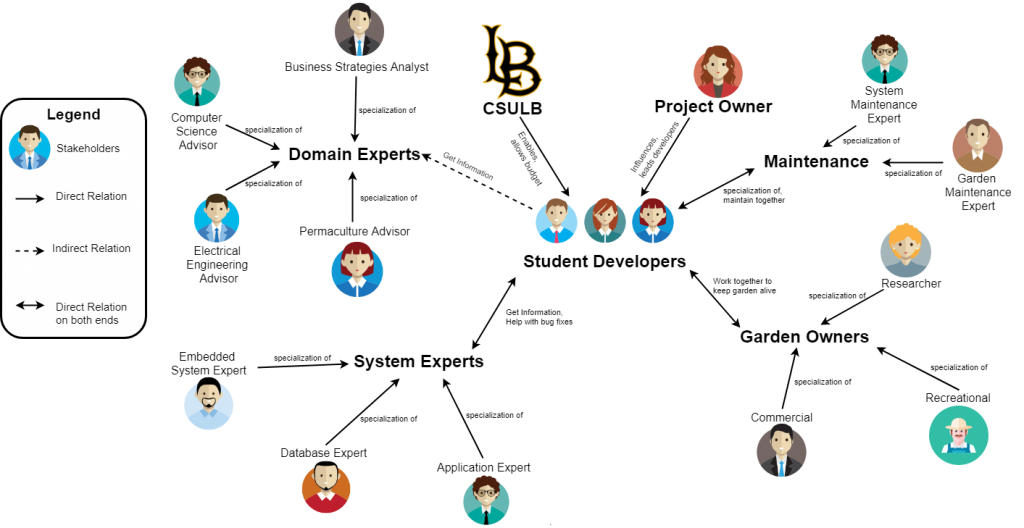 Legend
Stakeholders
Direct Relation
Indirect Relation
Direct Relation
on both ends
Business Strategies Analyst
specialization of
Computer
Science
Advisor
specialization of
Domain Experts
specialization of
Electrical
Engineering
Advisor
specialization of
Permaculture Advisor
Get Information
LB
CSULB
Enables,
allows budget
Project Owner
Influences,
leads developers
Student Developers
specialization of,
maintain together
System
Maintenance
Expert
specialization of
Maintenance
specialization of
Garden
Maintenance
Expert
Work together to
keep garden alive
Researcher
specialization of
Garden Owners
specialization of
Commercial
specialization of
Recreational
Get Information,
Help with bug fixes
System Experts
Embedded
System Expert
specialization of
specialization of
Database Expert
specialization of
Application Expert